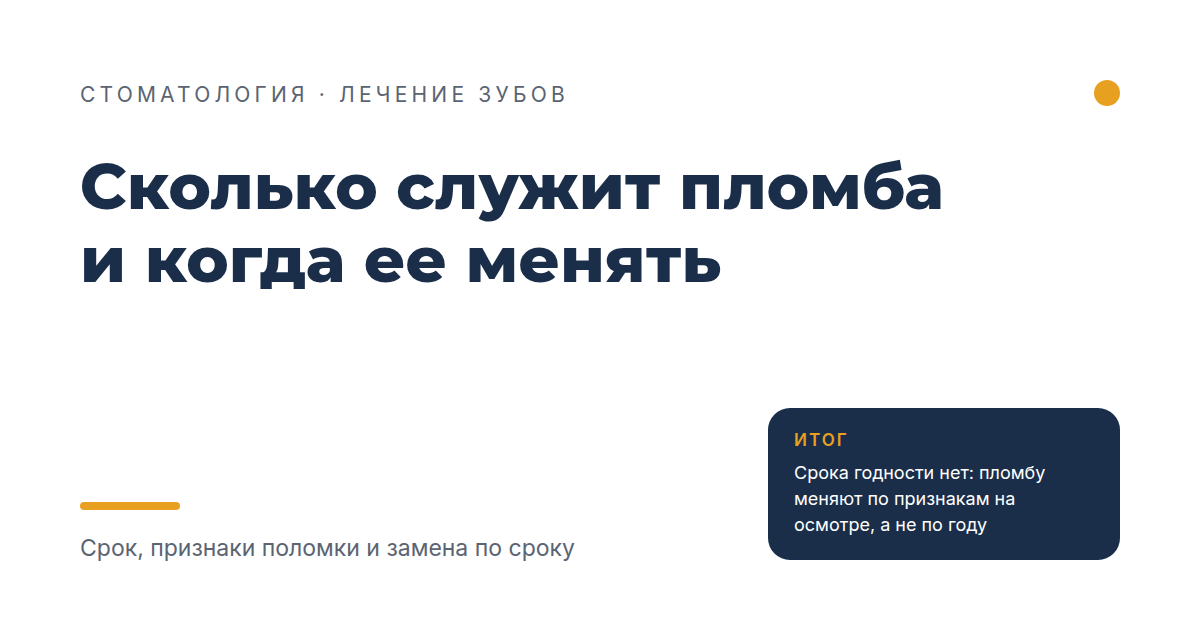 СТОМАТОЛОГИЯ · ЛЕЧЕНИЕ ЗУБОВ
Сколько служит пломба
и когда ее менять
ИТОГ
Срока годности нет: пломбу
меняют по признакам на
осмотре, а не по году
Срок, признаки поломки и замена по сроку